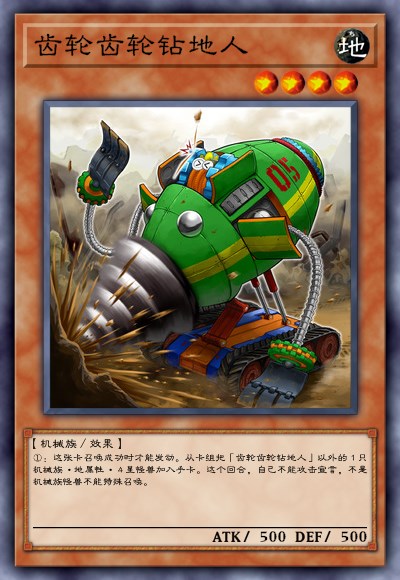 齿轮齿轮钻地人
地
05
【机械族/效果】
①:这张卡召唤成功时才能发动。从卡组把「齿轮齿轮钻地人」以外的1只
机械族·地属性·4星怪兽加入手卡。这个回合,自己不能攻击宣言,不是
机械族怪兽不能特殊召唤。
ATK/ 500 DEF/ 500